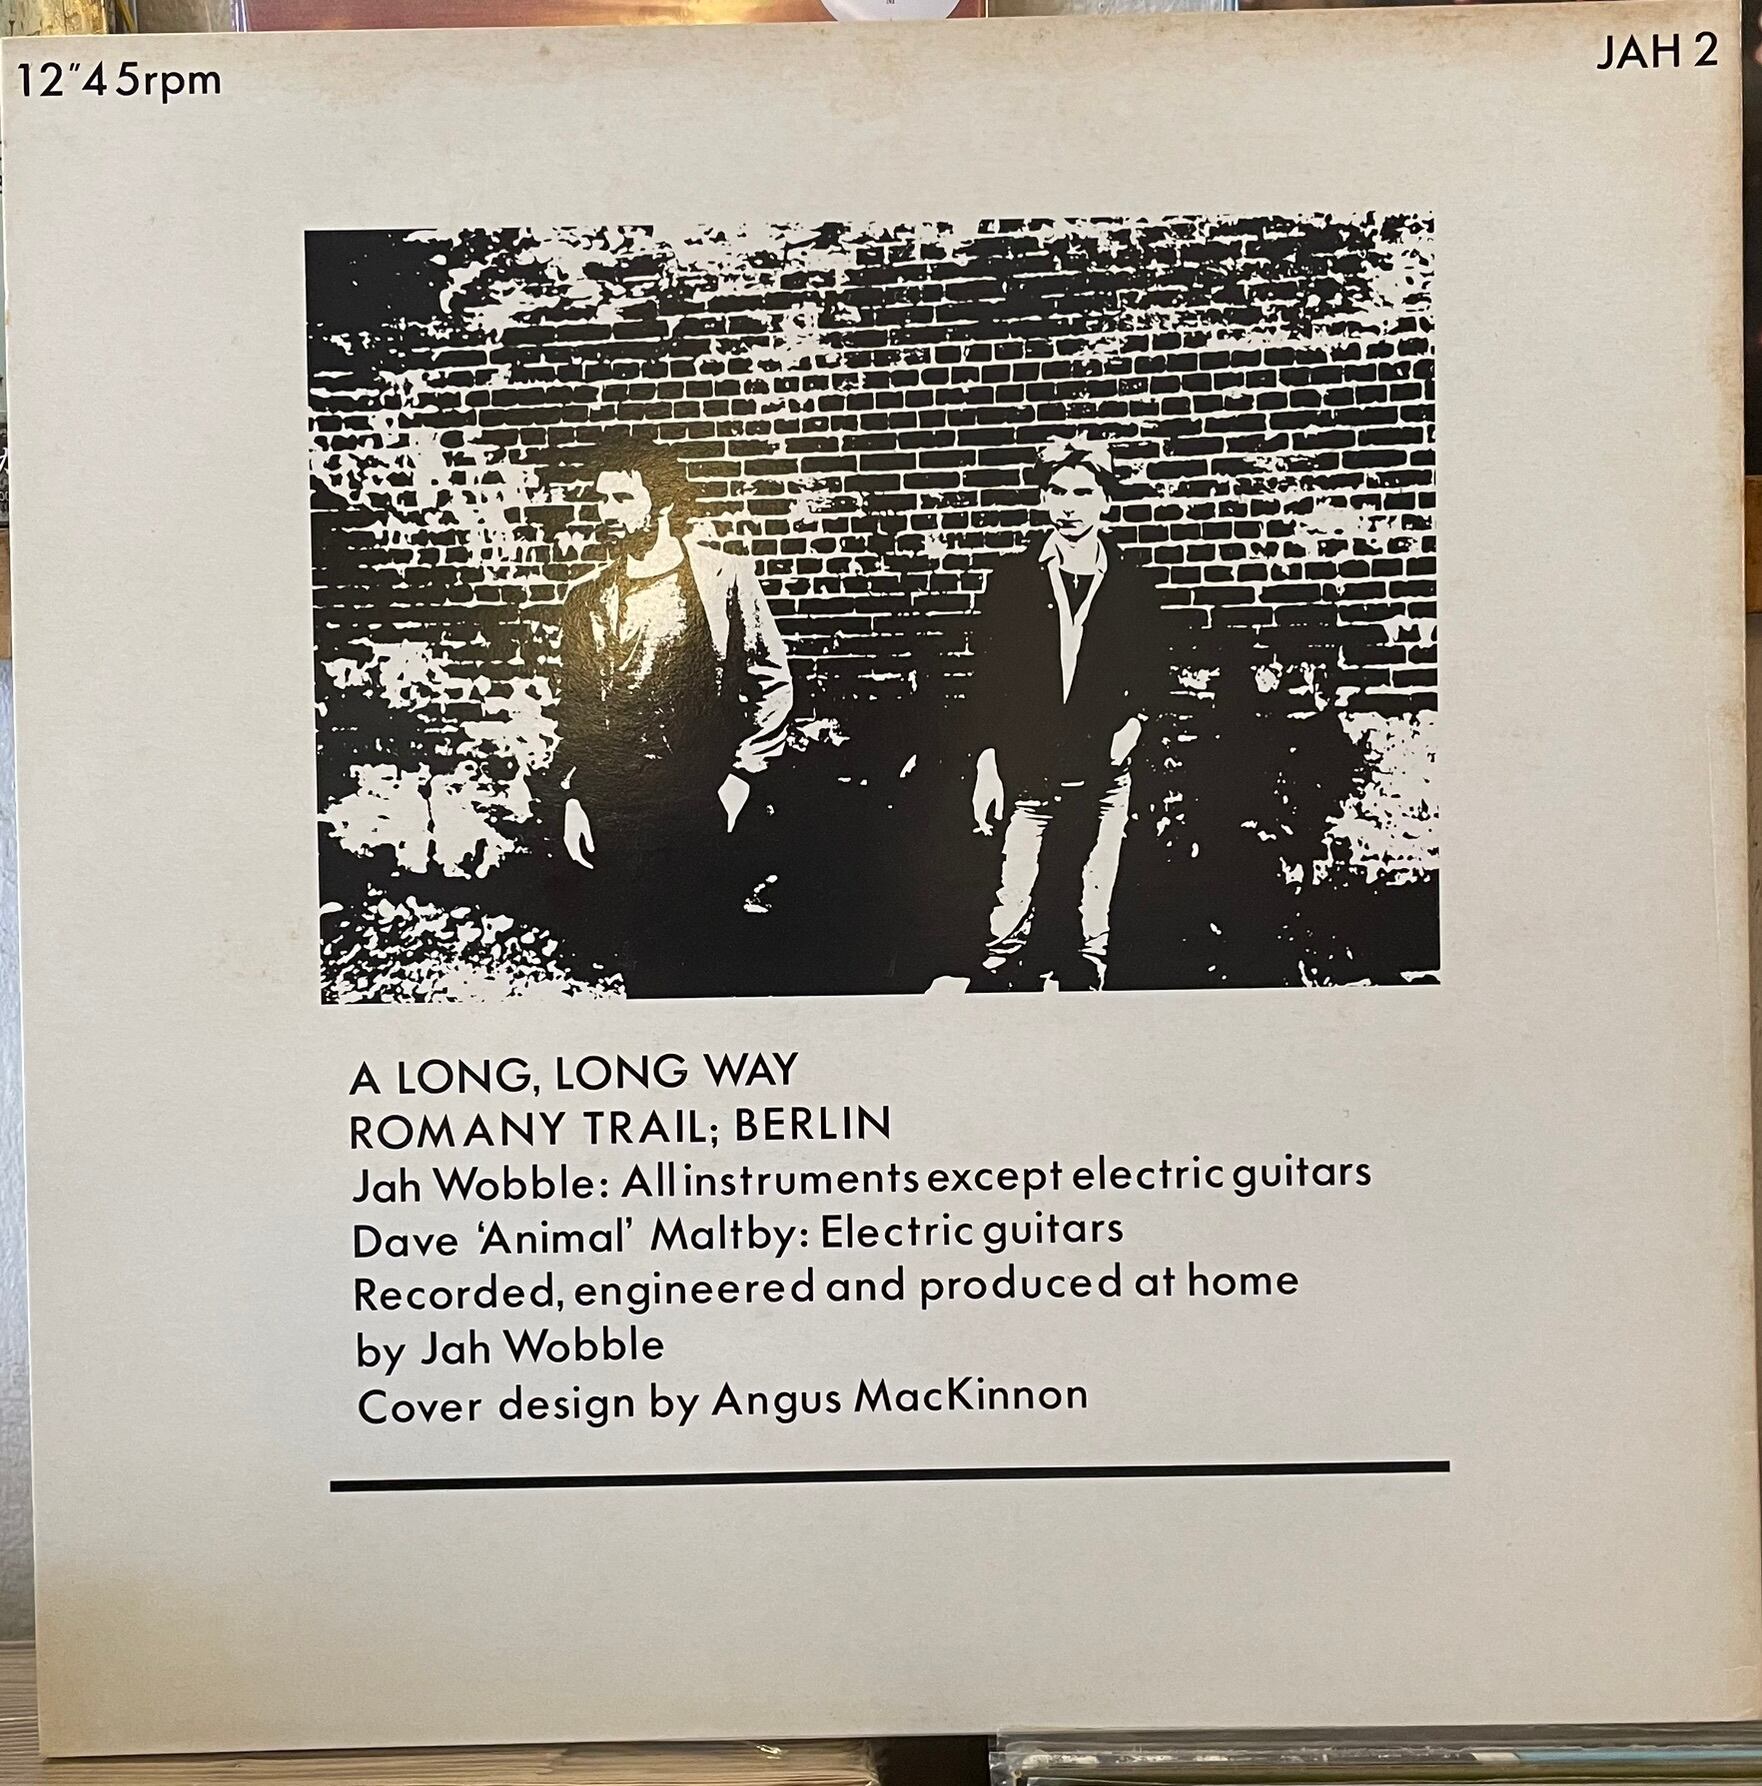 12"45rpm
JAH 2
A LONG, LONG WAY
ROMANY TRAIL; BERLIN
Jah Wobble: All instruments except electric guitars
Dave ‘Animal’ Maltby: Electric guitars
Recorded, engineered and produced at home
by Jah Wobble
Cover design by Angus MacKinnon